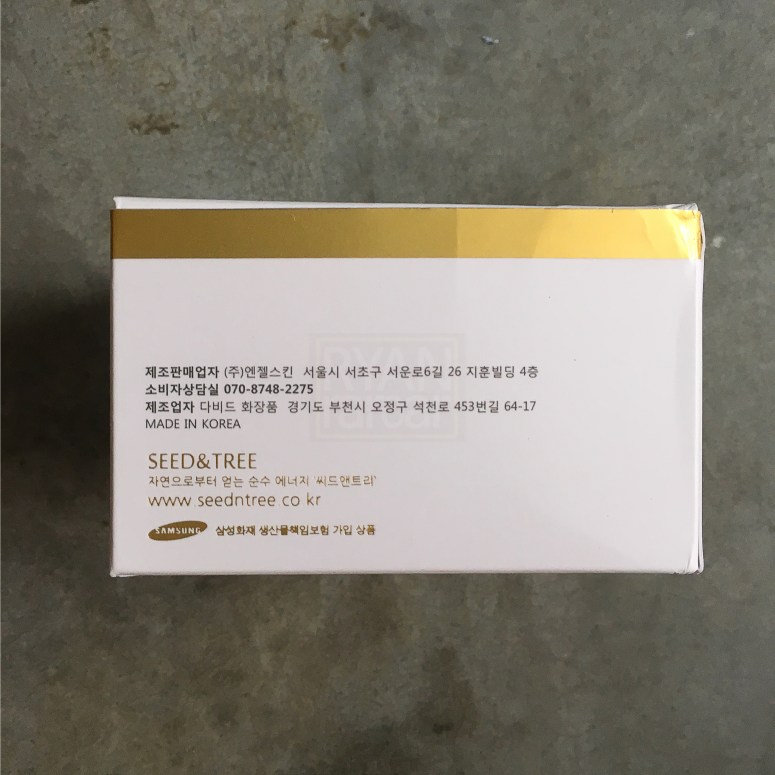 제조판매업자 (주)엔젤스킨 서울시 서초구 서운로6길 26 지훈빌딩 4층
소비자상담실 070-8748-2275
제조업자 다비드 화장품 경기도 부천시 오정구 석천로 453번길 64-17
MADE IN KOREA
SEED&TREE
자연으로부터 얻는 순수 에너지 '씨드앤트리'
www.seedntree.co.kr
SAMSUNG 삼성화재 생산물책임보험 가입 상품
RYAN